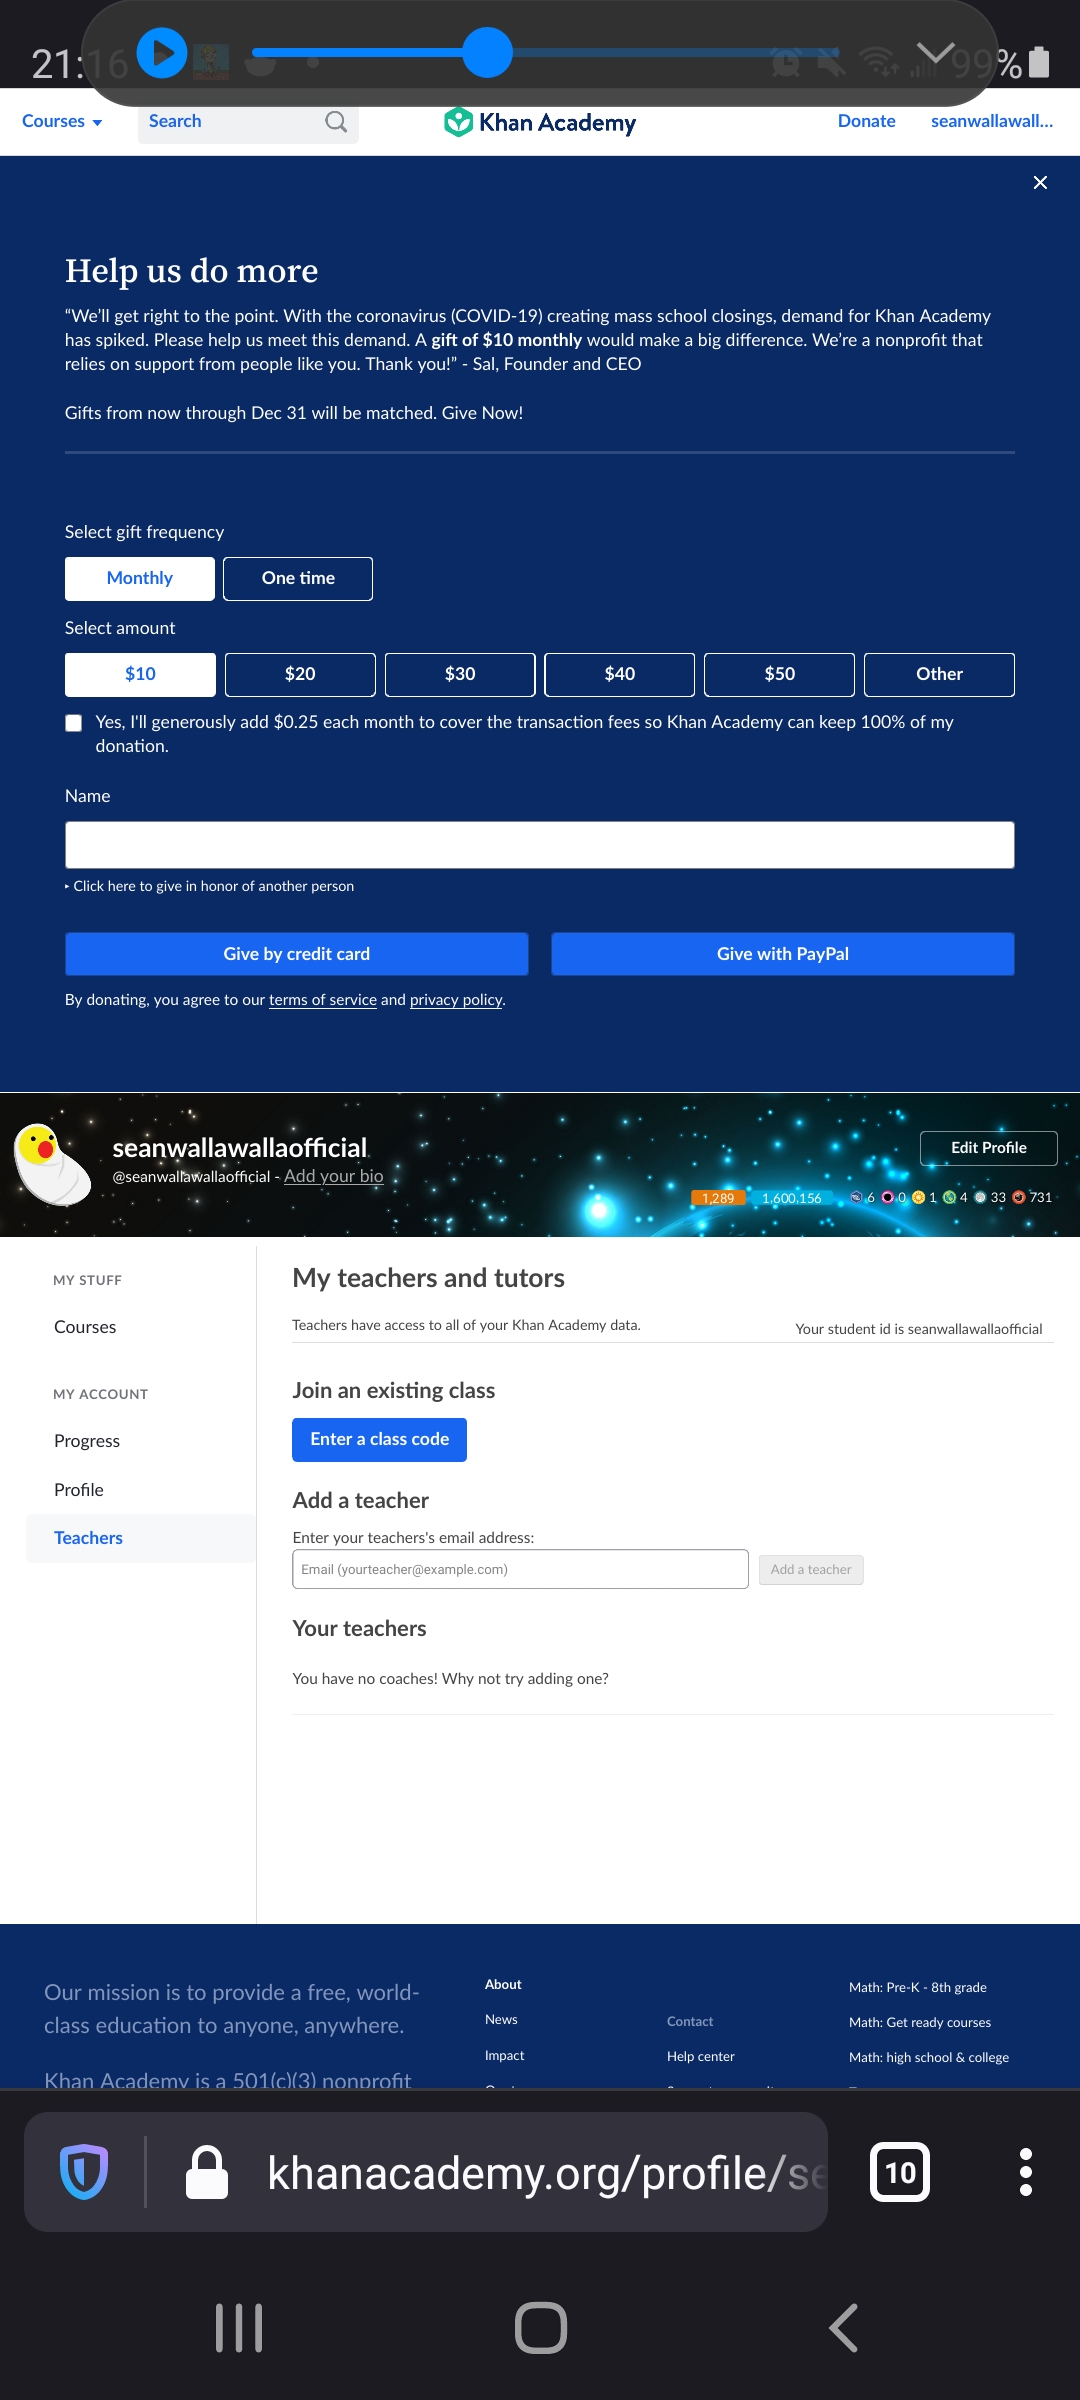 21:16
99%
Courses
Search
Khan Academy
Donate
seanwallawall...
Help us do more
“We’ll get right to the point. With the coronavirus (COVID-19) creating mass school closings, demand for Khan Academy
has spiked. Please help us meet this demand. A gift of $10 monthly would make a big difference. We’re a nonprofit that
relies on support from people like you. Thank you!” - Sal, Founder and CEO
Gifts from now through Dec 31 will be matched. Give Now!
Select gift frequency
Monthly
One time
Select amount
$10
$20
$30
$40
$50
Other
Yes, I'll generously add $0.25 each month to cover the transaction fees so Khan Academy can keep 100% of my
donation.
Name
Click here to give in honor of another person
Give by credit card
Give with PayPal
By donating, you agree to our terms of service and privacy policy.
seanwallawallaofficial
@seanwallawallaofficial - Add your bio
Edit Profile
1,289
1,600,156
6
0
1
4
33
731
MY STUFF
Courses
MY ACCOUNT
Progress
Profile
Teachers
My teachers and tutors
Teachers have access to all of your Khan Academy data.
Your student id is seanwallawallaofficial
Join an existing class
Enter a class code
Add a teacher
Enter your teachers's email address:
Email (yourteacher@example.com)
Add a teacher
Your teachers
You have no coaches! Why not try adding one?
Our mission is to provide a free, world-
class education to anyone, anywhere.
Khan Academy is a 501(c)(3) nonprofit
About
News
Impact
Contact
Help center
Math: Pre-K - 8th grade
Math: Get ready courses
Math: high school & college
khanacademy.org/profile/se
10